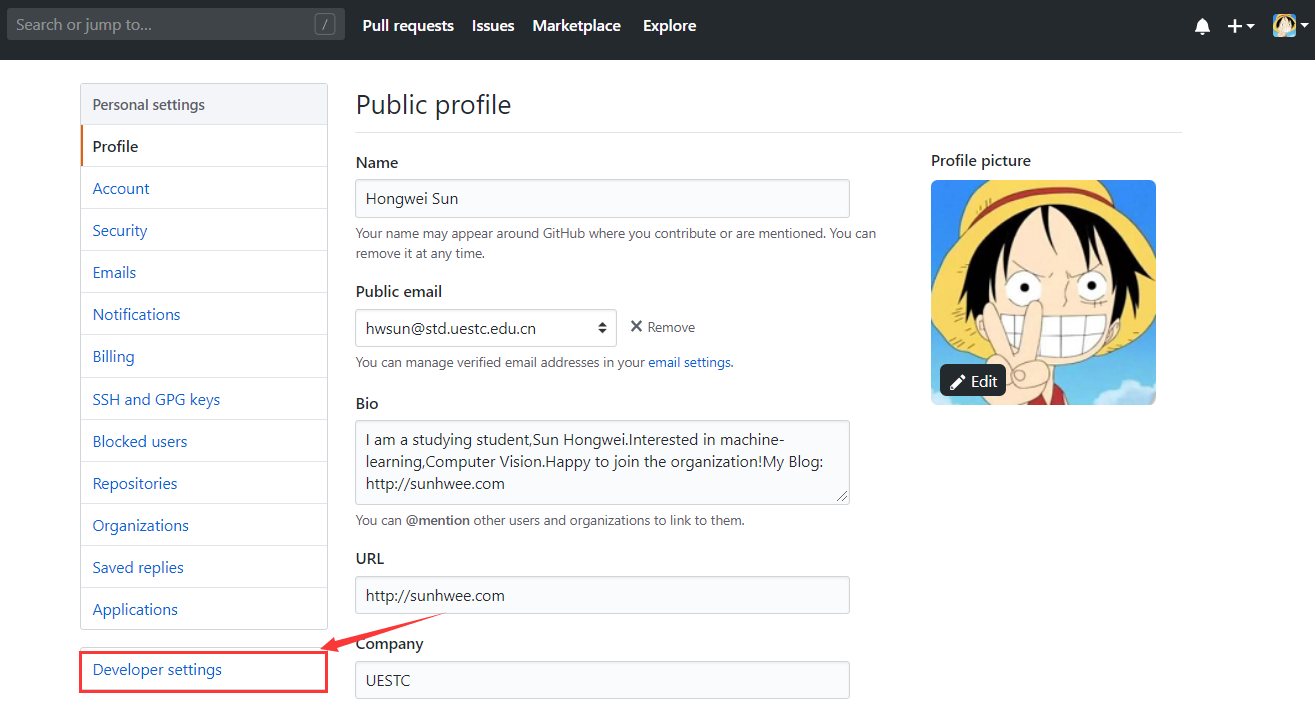 Search or jump to... /
Pull requests Issues Marketplace Explore
Personal settings
Profile
Account
Security
Emails
Notifications
Billing
SSH and GPG keys
Blocked users
Repositories
Organizations
Saved replies
Applications
Developer settings
Public profile
Name
Hongwei Sun
Your name may appear around GitHub where you contribute or are mentioned. You can
remove it at any time.
Public email
hwsun@std.uestc.edu.cn
Remove
You can manage verified email addresses in your email settings.
Bio
I am a studying student,Sun Hongwei.Interested in machine-
learning,Computer Vision.Happy to join the organization!My Blog:
http://sunhwee.com
You can @mention other users and organizations to link to them.
URL
http://sunhwee.com
Company
UESTC
Profile picture
Edit